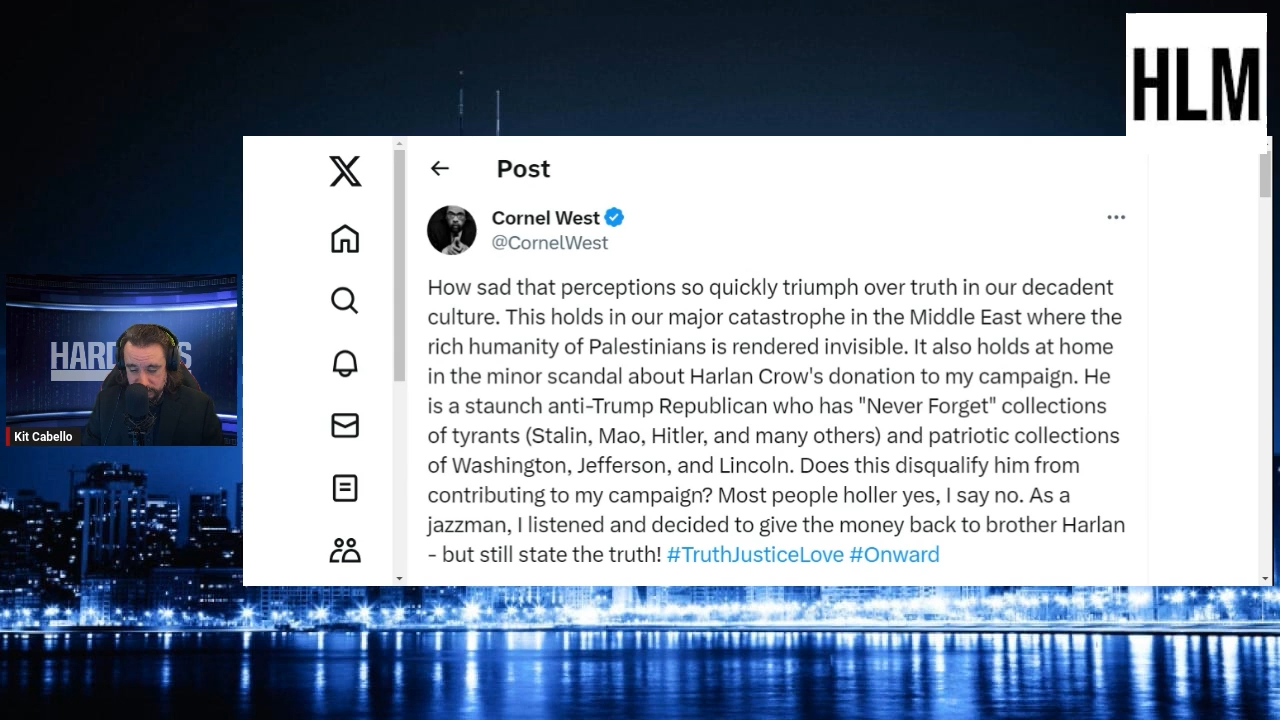 HLM
Post
Cornel West
@CornelWest
How sad that perceptions so quickly triumph over truth in our decadent
culture. This holds in our major catastrophe in the Middle East where the
rich humanity of Palestinians is rendered invisible. It also holds at home
in the minor scandal about Harlan Crow's donation to my campaign. He
is a staunch anti-Trump Republican who has "Never Forget" collections
of tyrants (Stalin, Mao, Hitler, and many others) and patriotic collections
of Washington, Jefferson, and Lincoln. Does this disqualify him from
contributing to my campaign? Most people holler yes, I say no. As a
jazzman, I listened and decided to give the money back to brother Harlan
- but still state the truth! #TruthJusticeLove #Onward
Kit Cabello